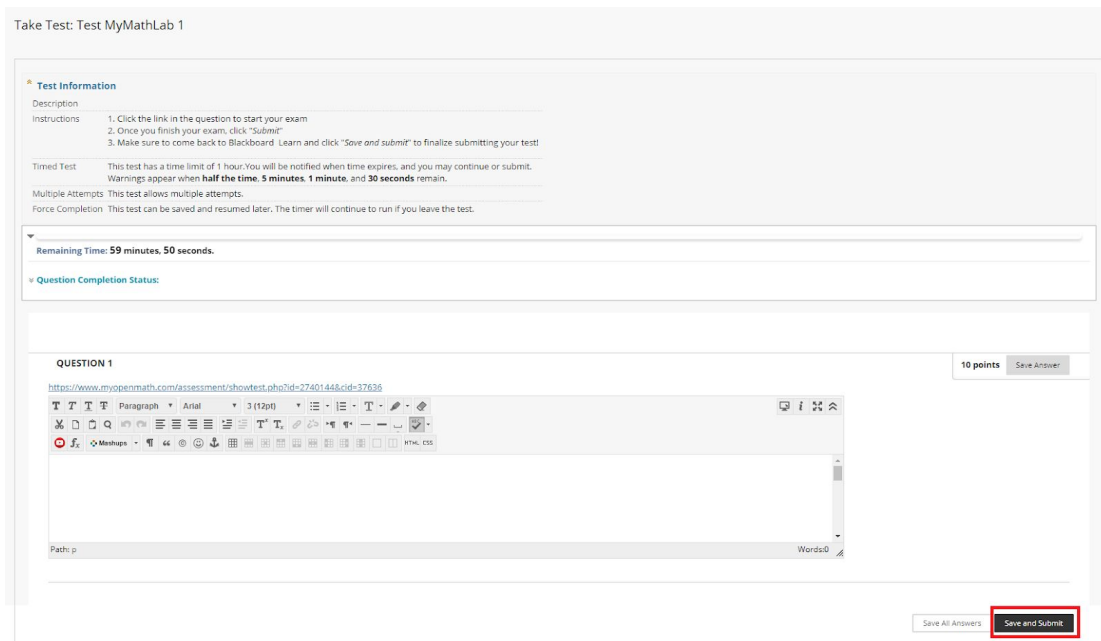 Take Test: Test MyMathLab 1
Test Information
Description
Instructions 1. Click the link in the question to start your exam
2. Once you finish your exam, click "Submit"
3. Make sure to come back to Blackboard Learn and click "Save and submit" to finalize submitting your test!
Timed Test This test has a time limit of 1 hour.You will be notified when time expires, and you may continue or submit.
Warnings appear when half the time, 5 minutes, 1 minute, and 30 seconds remain.
Multiple Attempts This test allows multiple attempts.
Force Completion This test can be saved and resumed later. The timer will continue to run if you leave the test.
Remaining Time: 59 minutes, 50 seconds.
Question Completion Status:
QUESTION 1
10 points Save Answer
https://www.myopenmath.com/assessment/showtest.php?id=2740144&cid=37636
T T T T Paragraph Arial 3 (12pt) T
T T
Mashups HTML CSS
Path: p Words:0
Save All Answers Save and Submit